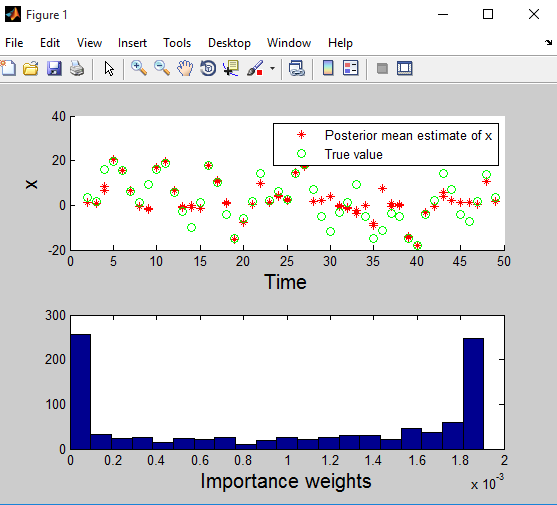 Figure 1
File Edit View Insert Tools Desktop Window Help
40
20
0
-20
x
Posterior mean estimate of x
True value
0 5 10 15 20 25 30 35 40 45 50
Time
300
200
100
0
0 0.2 0.4 0.6 0.8 1 1.2 1.4 1.6 1.8 2
x 10-3
Importance weights